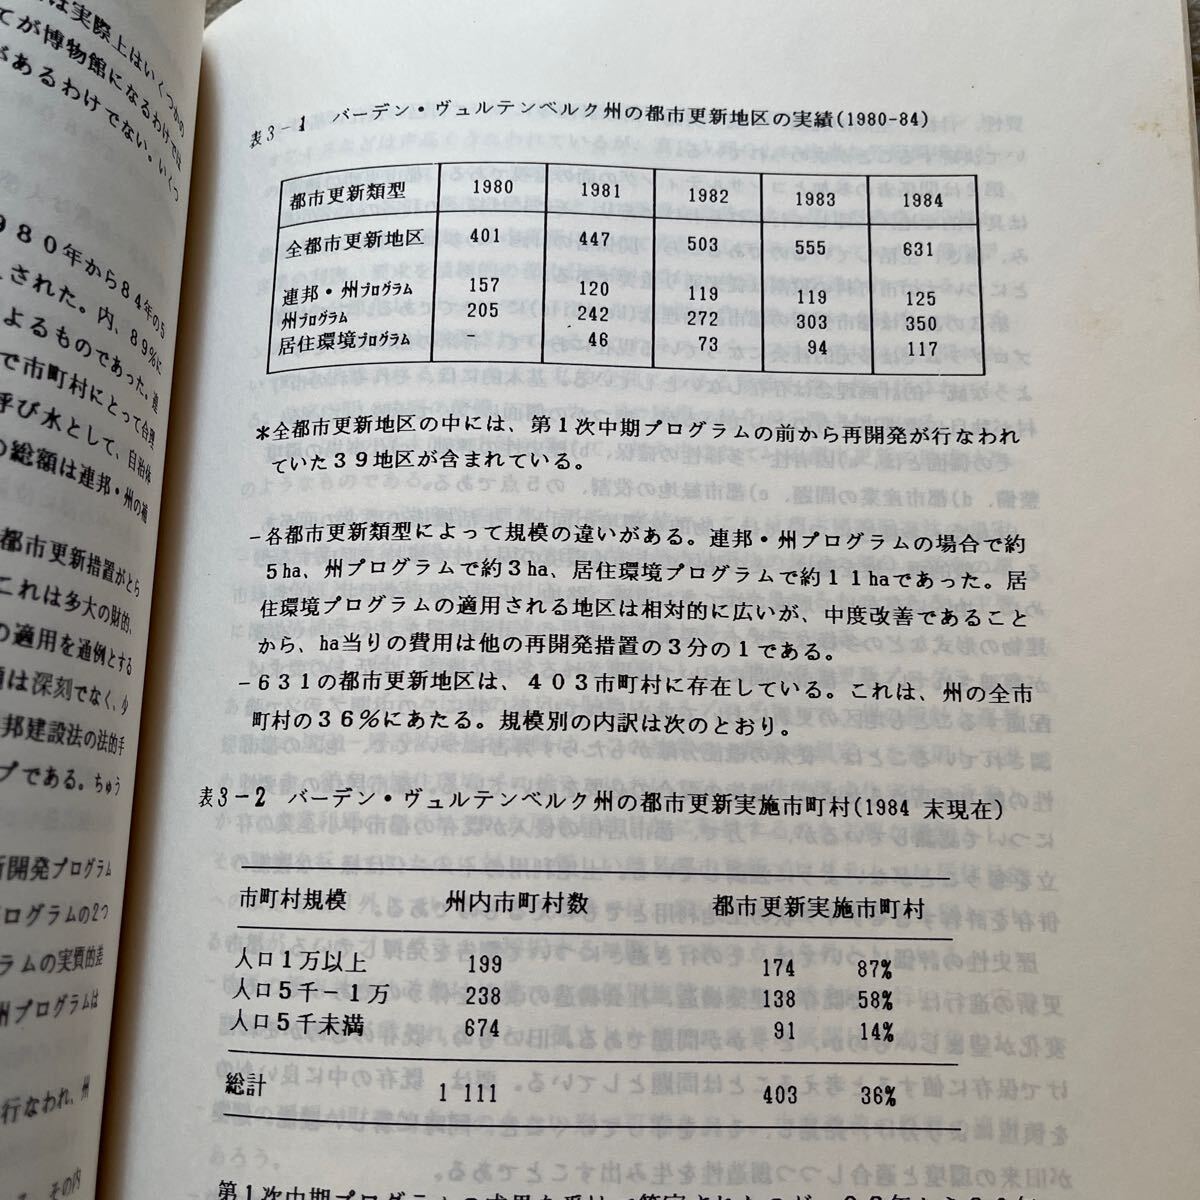 は実際上はいくつかの
てが博物館になるわけでは
があるわけでない・いくつ
980年から84年の5
された。内、89%に
よるものであった。連
で市町村にとって合理
呼び水として、自治体
の総額は連邦・州の補
都市更新措置がとら
これは多大の財的、
の適用を通例とする
は深刻でなく、少
邦建設法の法的手
プである。ちゅう
開発プログラム
ログラムの2つ
ラムの実質的差
州プログラムは
行なわれ、州
その内
表3-1 バーデン・ヴュルテンベルク州の都市更新地区の実績(1980-84)
都市更新類型 1980 1981 1982 1983 1984
全都市更新地区 401 447 503 555 631
連邦・州プログラム 157 120 119 119 125
州プログラム 205 242 272 303 350
居住環境プログラム - 46 73 94 117
*全都市更新地区の中には、第1次中期プログラムの前から再開発が行なわれ
ていた39地区が含まれている。
-各都市更新類型によって規模の違いがある。連邦・州プログラムの場合で約
5ha、州プログラムで約3ha、居住環境プログラムで約11haであった。居
住環境プログラムの適用される地区は相対的に広いが、中度改善であること
から、ha当りの費用は他の再開発措置の3分の1である。
-631の都市更新地区は、403市町村に存在している。これは、州の全市
町村の36%にあたる。規模別の内訳は次のとおり。
表3-2 バーデン・ヴュルテンベルク州の都市更新実施市町村(1984 末現在)
市町村規模 州内市町村数 都市更新実施市町村
人口1万以上 199 174 87%
人口5千-1万 238 138 58%
人口5千未満 674 91 14%
総計 1 111 403 36%